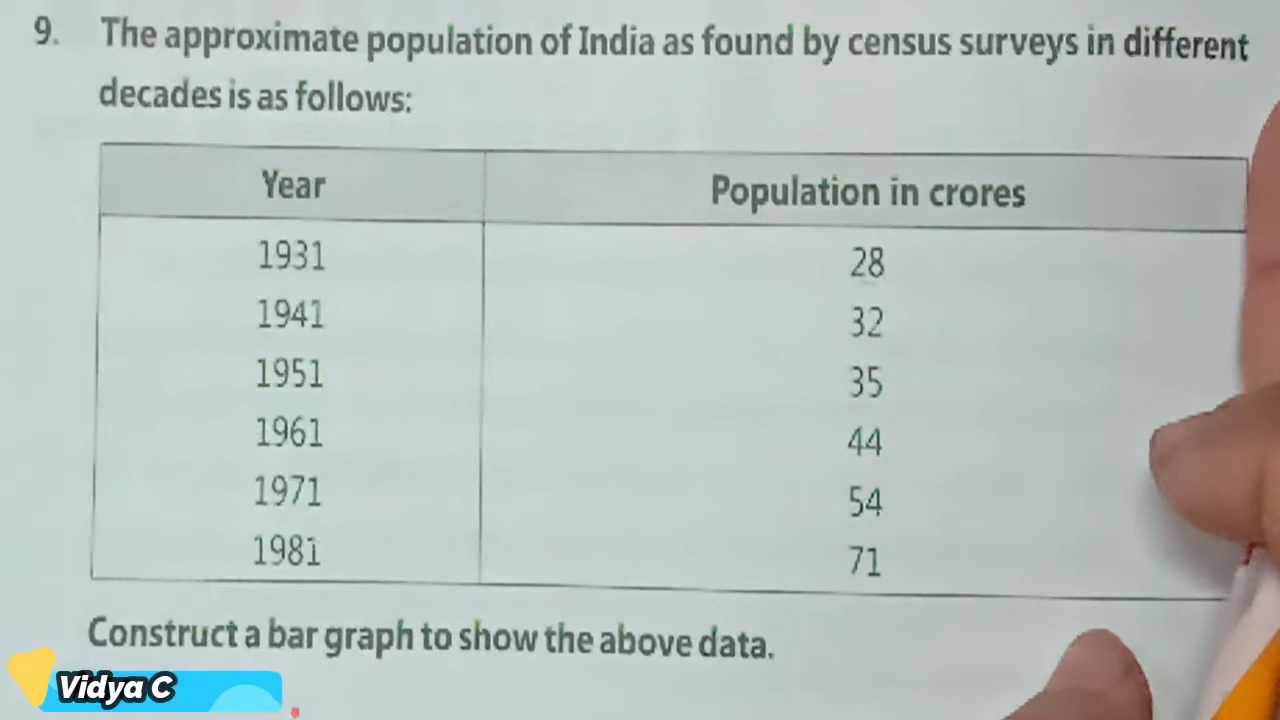 9. The approximate population of India as found by census surveys in different
decades is as follows:
Year Population in crores
1931 28
1941 32
1951 35
1961 44
1971 54
1981 71
Construct a bar graph to show the above data.
Vidya C